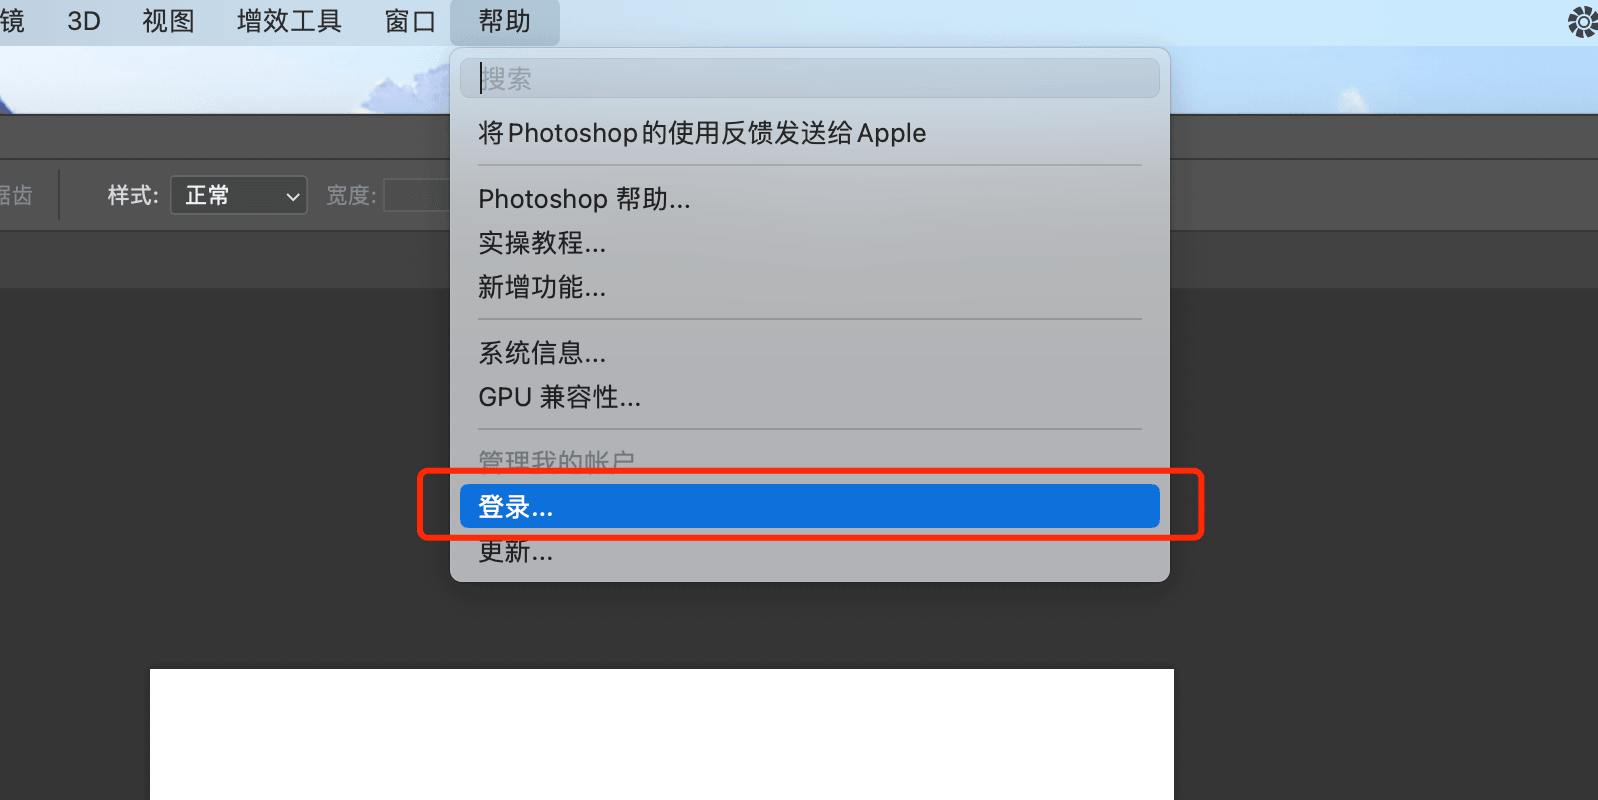 镜 3D 视图 增效工具 窗口 帮助
搜索
将Photoshop的使用反馈发送给Apple
锯齿 样式: 正常 宽度:
Photoshop 帮助...
实操教程...
新增功能...
系统信息...
GPU 兼容性...
管理我的帐户
登录...
更新...